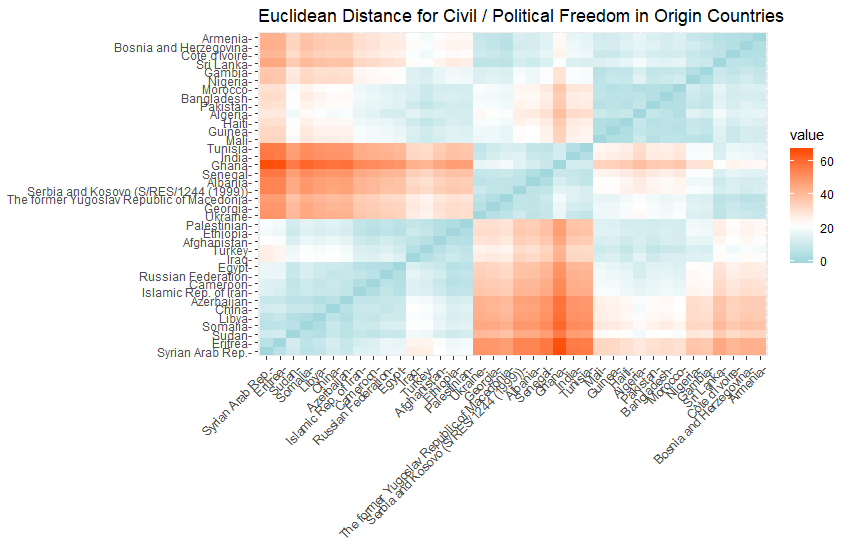 Euclidean Distance for Civil / Political Freedom in Origin Countries
Armenia
Bosnia and Herzegovina
Cote d'Ivoire
Sri Lanka
Gambia
Nigeria
Morocco
Bangladesh
Pakistan
Algeria
Haiti
Guinea
Mali
Tunisia
India
Ghana
Senegal
Albania
Serbia and Kosovo (S/RES/1244 (1999))
The former Yugoslav Republic of Macedonia
Georgia
Ukraine
Palestinian
Ethiopia
Afghanistan
Turkey
Iraq
Egypt
Russian Federation
Cameroon
Islamic Rep. of Iran
Azerbaijan
China
Libya
Somalia
Sudan
Eritrea
Syrian Arab Rep.
value
60
40
20
0
Syrian Arab Rep.
Eritrea
Sudan
Somalia
Libya
China
Azerbaijan
Islamic Rep. of Iran
Cameroon
Russian Federation
Egypt
Iraq
Turkey
Afghanistan
Ethiopia
Palestinian
Ukraine
Georgia
The former Yugoslav Republic of Macedonia
Serbia and Kosovo (S/RES/1244 (1999))
Albania
Senegal
Ghana
India
Tunisia
Mali
Guinea
Haiti
Algeria
Pakistan
Bangladesh
Morocco
Nigeria
Gambia
Sri Lanka
Cote d'Ivoire
Bosnia and Herzegovina
Armenia